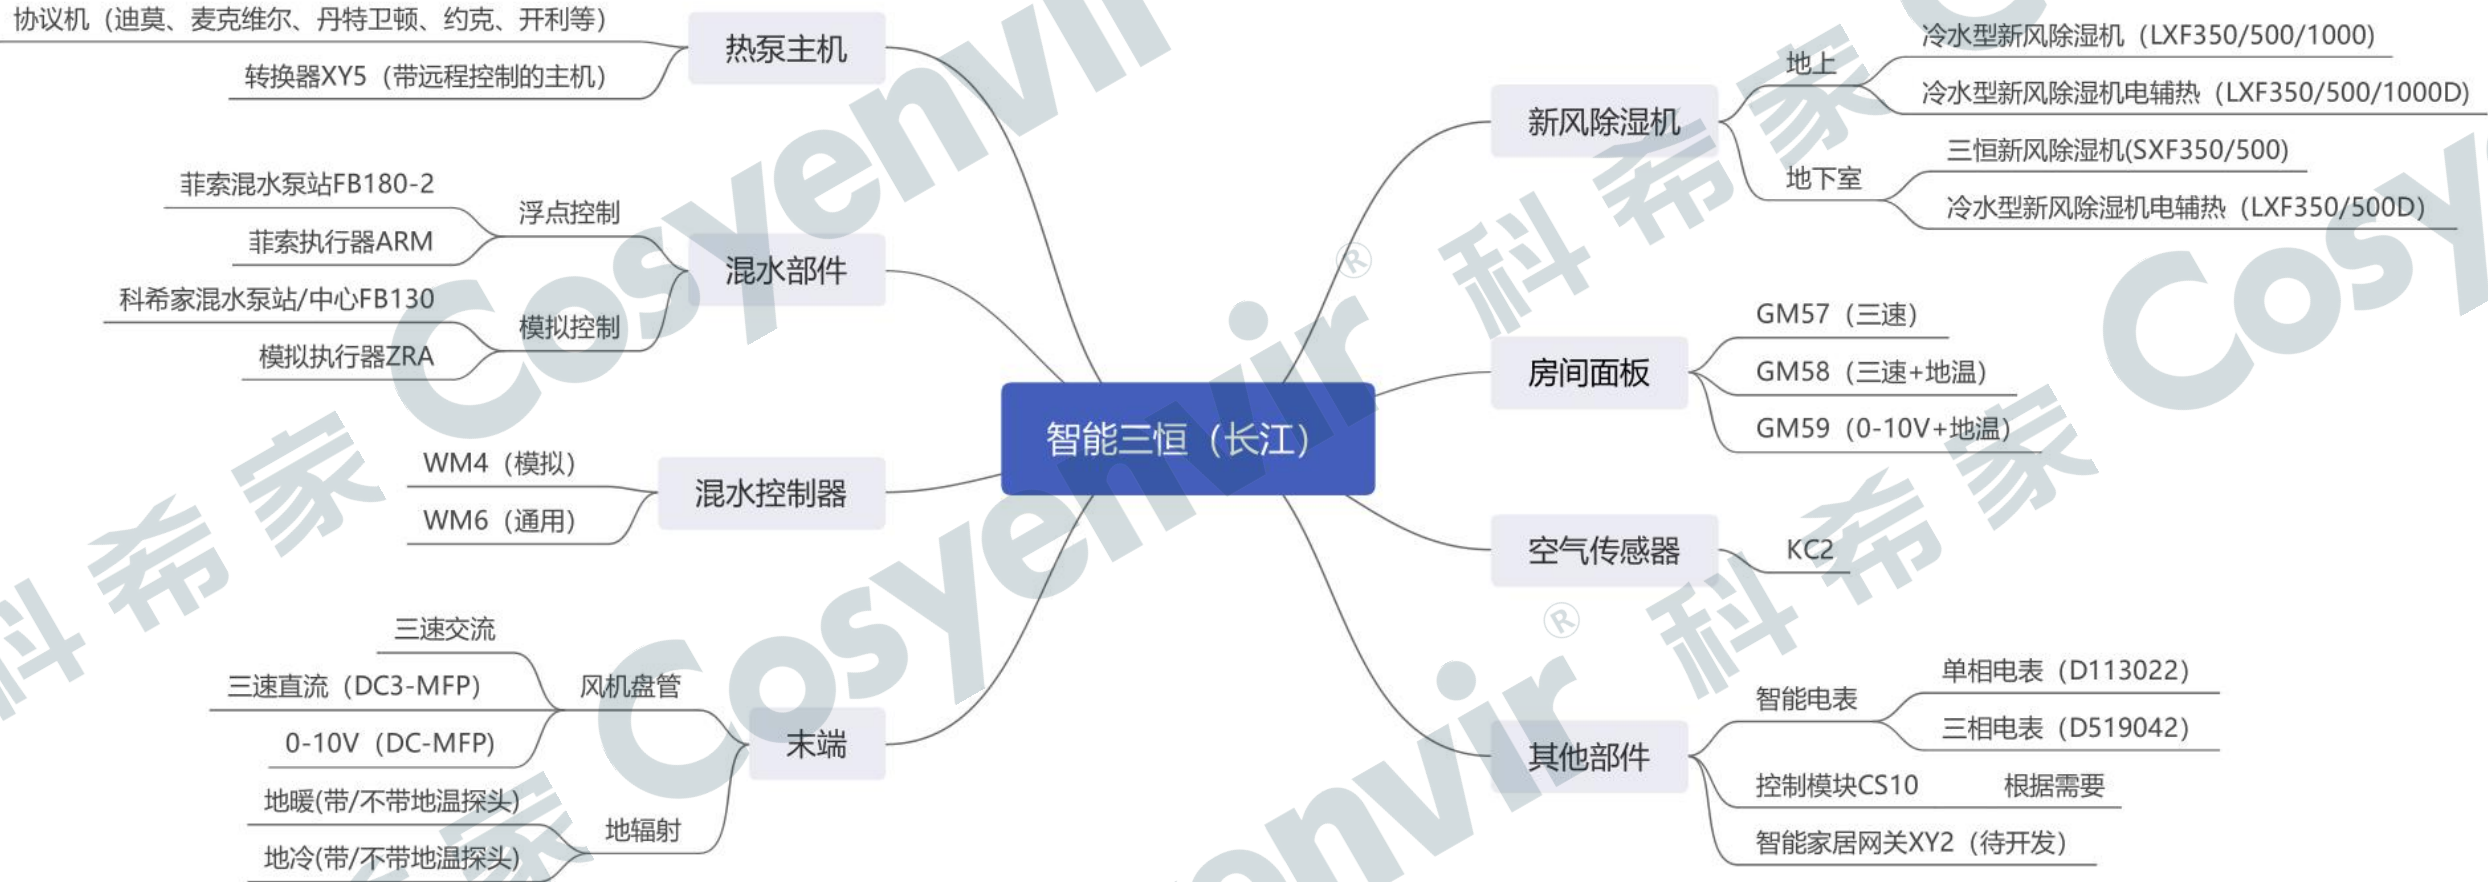 协议机（迪莫、麦克维尔、丹特卫顿、约克、开利等）
转换器XY5（带远程控制的主机）
热泵主机
菲索混水泵站FB180-2
菲索执行器ARM
浮点控制
科希家混水泵站/中心FB130
模拟执行器ZRA
模拟控制
混水部件
WM4（模拟）
WM6（通用）
混水控制器
三速交流
三速直流（DC3-MFP）
0-10V（DC-MFP)
风机盘管
地暖(带/不带地温探头)
地冷(带/不带地温探头)
地辐射
末端
智能三恒（长江）
新风除湿机
地上
冷水型新风除湿机（LXF350/500/1000)
冷水型新风除湿机电辅热（LXF350/500/1000D)
地下室
三恒新风除湿机(SXF350/500)
冷水型新风除湿机电辅热（LXF350/500D)
房间面板
GM57（三速）
GM58（三速+地温）
GM59（0-10V+地温）
空气传感器
KC2
其他部件
智能电表
单相电表（D113022）
三相电表（D519042）
控制模块CS10 根据需要
智能家居网关XY2（待开发）
Cosyenvir
科希家 Cosyenvir® 科希家
家 Cosyenvir® 科希家 Cosy